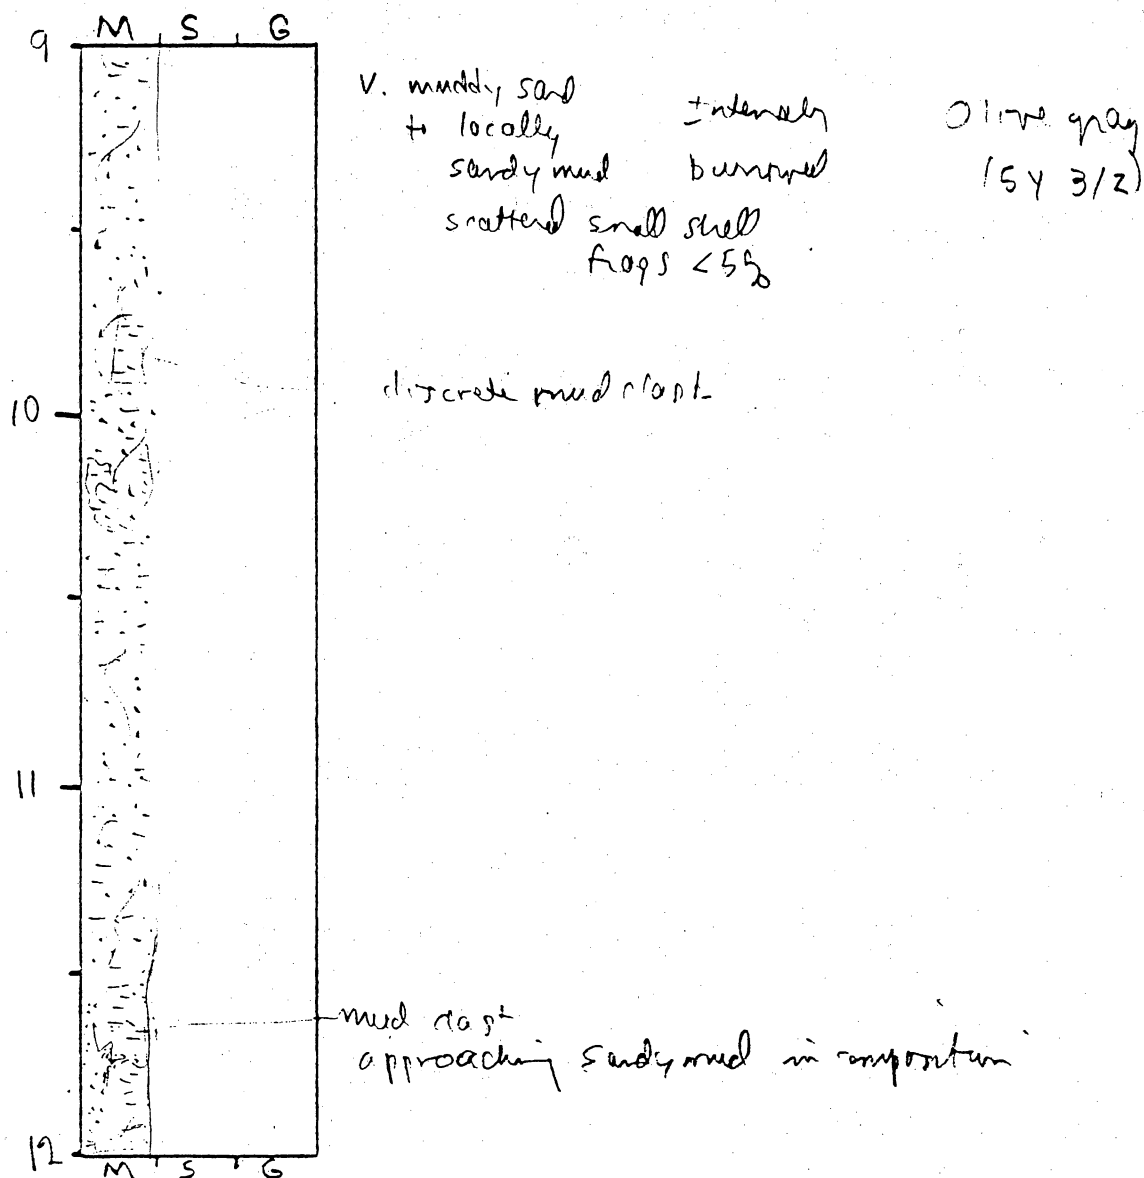 M S G
9
V. muddy sand ± intensely Olive gray
to locally
sandy mud burrowed (5Y 3/2)
scattered small shell
frags <5%
discrete mud clast
10
11
mud clast
approaching sandy mud in composition
12
M S G